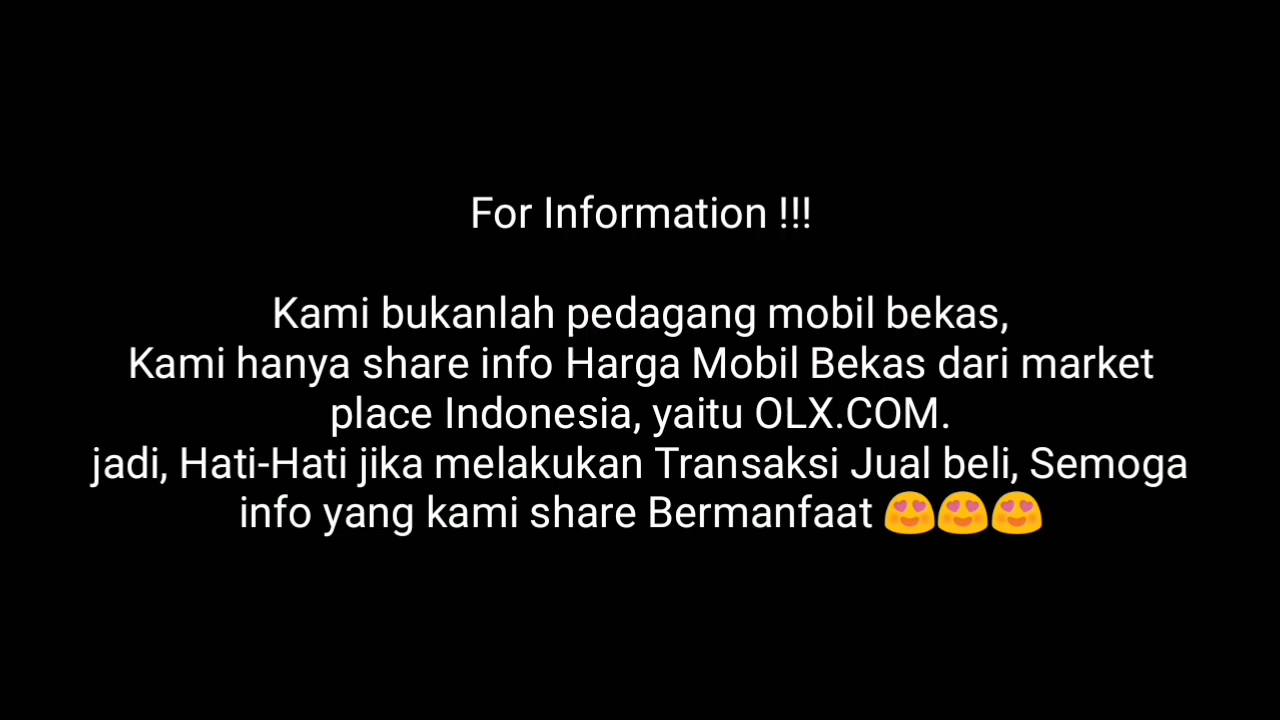 For Information !!!
Kami bukanlah pedagang mobil bekas,
Kami hanya share info Harga Mobil Bekas dari market
place Indonesia, yaitu OLX.COM.
jadi, Hati-Hati jika melakukan Transaksi Jual beli, Semoga
info yang kami share Bermanfaat 😍😍😍